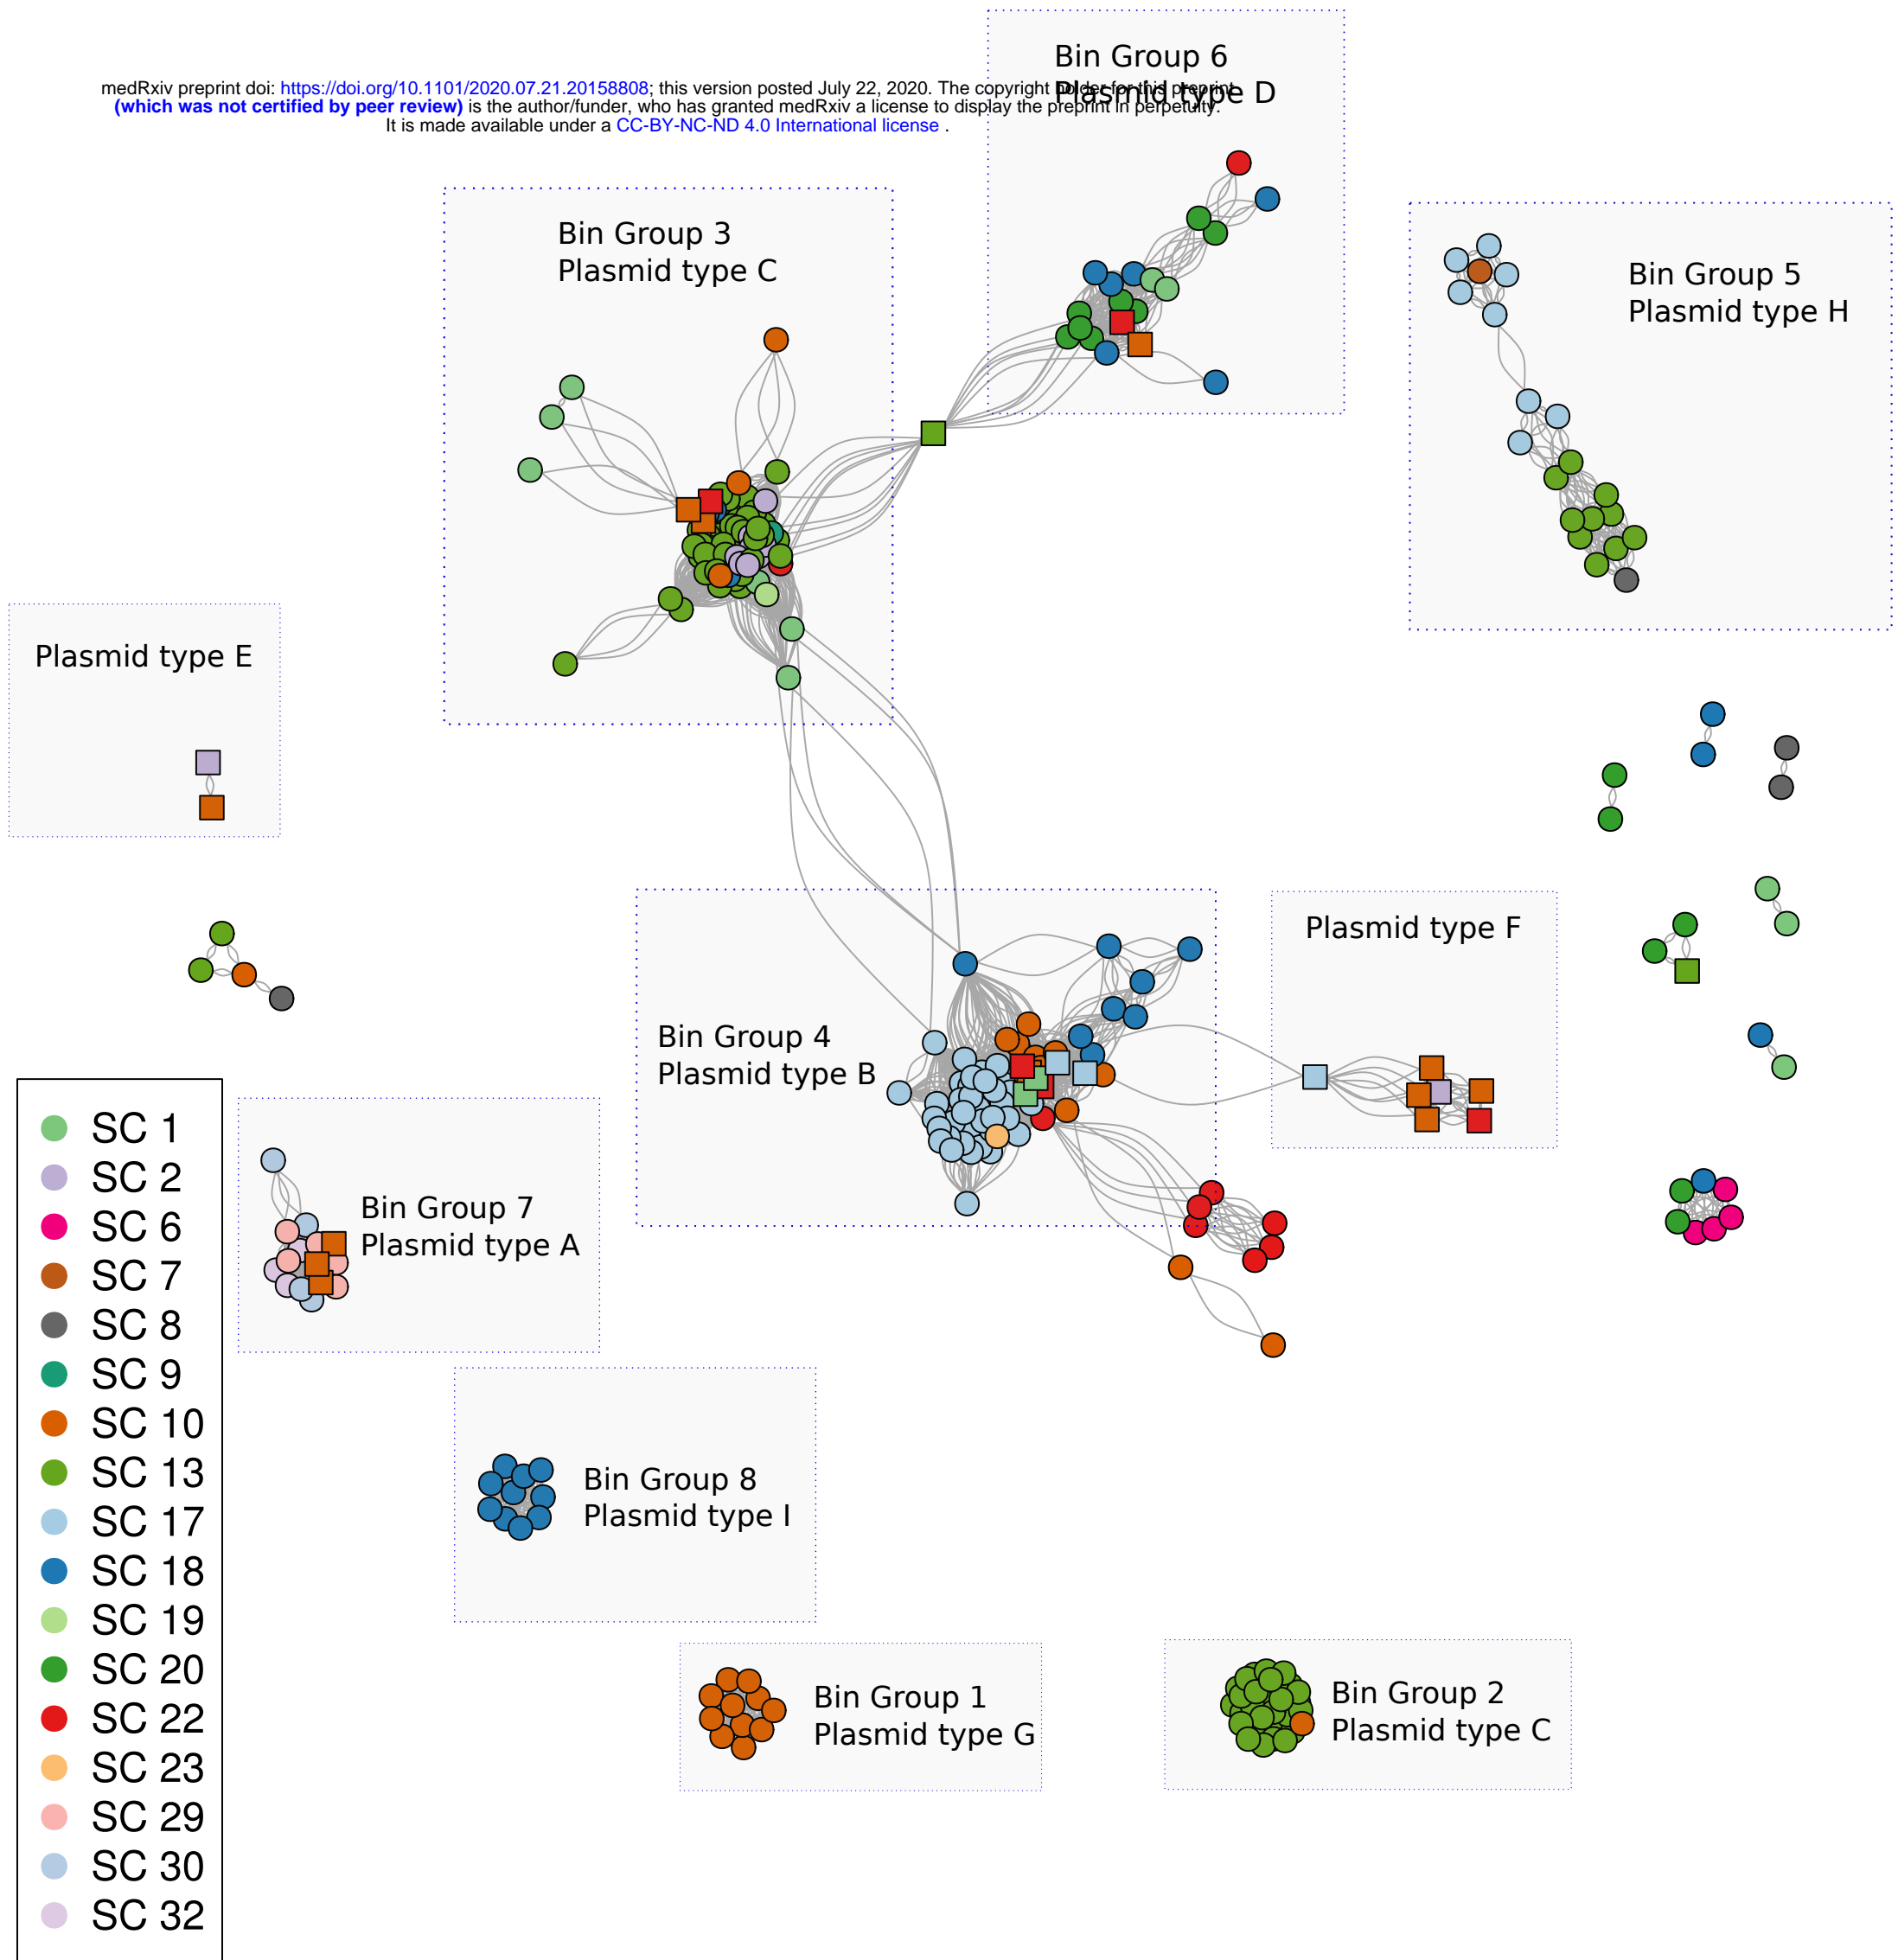 Bin Group 6
Plasmid type D
medRxiv preprint doi: https://doi.org/10.1101/2020.07.21.20158808; this version posted July 22, 2020. The copyright holder for this preprint
(which was not certified by peer review) is the author/funder, who has granted medRxiv a license to display the preprint in perpetuity.
It is made available under a CC-BY-NC-ND 4.0 International license .
Bin Group 3
Plasmid type C
Bin Group 5
Plasmid type H
Plasmid type E
Plasmid type F
Bin Group 4
Plasmid type B
Bin Group 7
Plasmid type A
Bin Group 8
Plasmid type I
Bin Group 1
Plasmid type G
Bin Group 2
Plasmid type C
SC 1
SC 2
SC 6
SC 7
SC 8
SC 9
SC 10
SC 13
SC 17
SC 18
SC 19
SC 20
SC 22
SC 23
SC 29
SC 30
SC 32